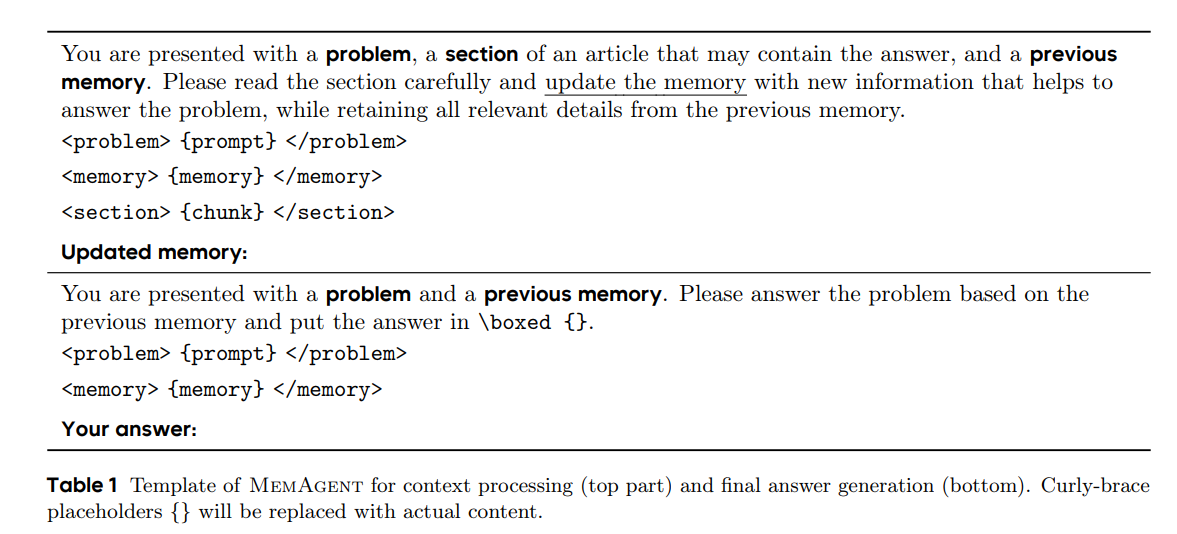 You are presented with a problem, a section of an article that may contain the answer, and a previous
memory. Please read the section carefully and update the memory with new information that helps to
answer the problem, while retaining all relevant details from the previous memory.
<problem> {prompt} </problem>
<memory> {memory} </memory>
<section> {chunk} </section>
Updated memory:
You are presented with a problem and a previous memory. Please answer the problem based on the
previous memory and put the answer in \boxed {}.
<problem> {prompt} </problem>
<memory> {memory} </memory>
Your answer:
Table 1 Template of MemAgent for context processing (top part) and final answer generation (bottom). Curly-brace
placeholders {} will be replaced with actual content.